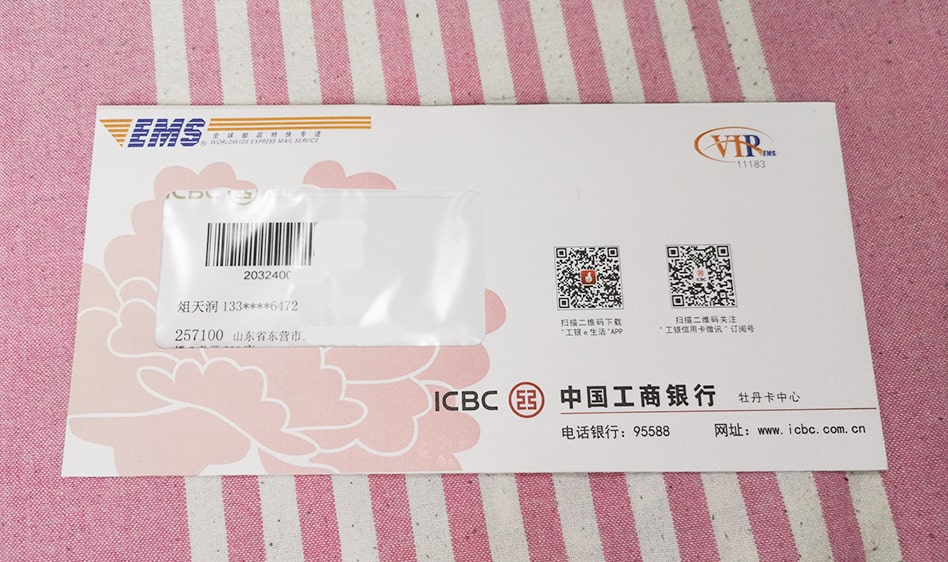 EMS
全球邮政特快专递
WORLDWIDE EXPRESS MAIL SERVICE
VIP EMS
11183
ICBC
2032400
俎天润 133****6472
257100 山东省东营市
扫描二维码下载
"工银e生活"APP
扫描二维码关注
"工银信用卡微讯"订阅号
ICBC 中国工商银行 牡丹卡中心
电话银行：95588 网址：www.icbc.com.cn